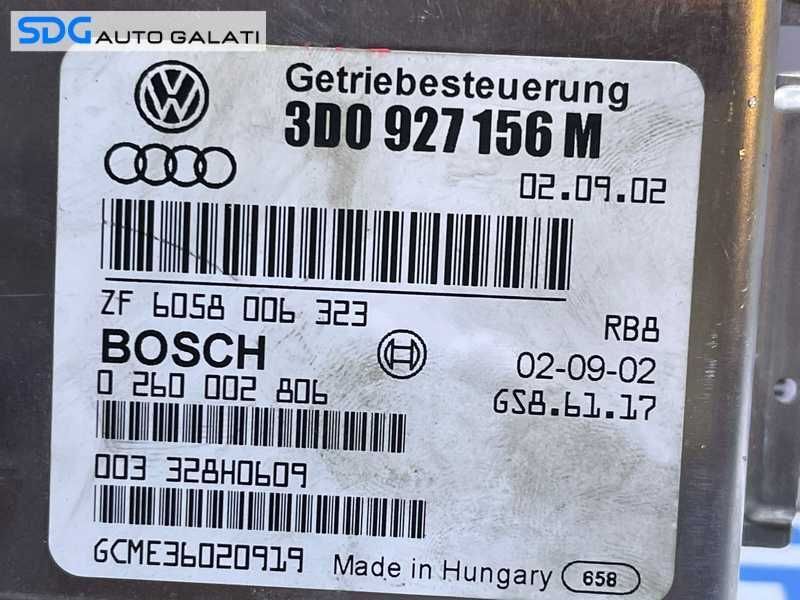 SDG AUTO GALATI
Getriebesteuerung
3D0 927 156 M
02.09.02
ZF 6058 006 323
RB8
BOSCH
02-09-02
0 260 002 806
GS8.61.17
003 328H0609
GCME36020919
Made in Hungary 658